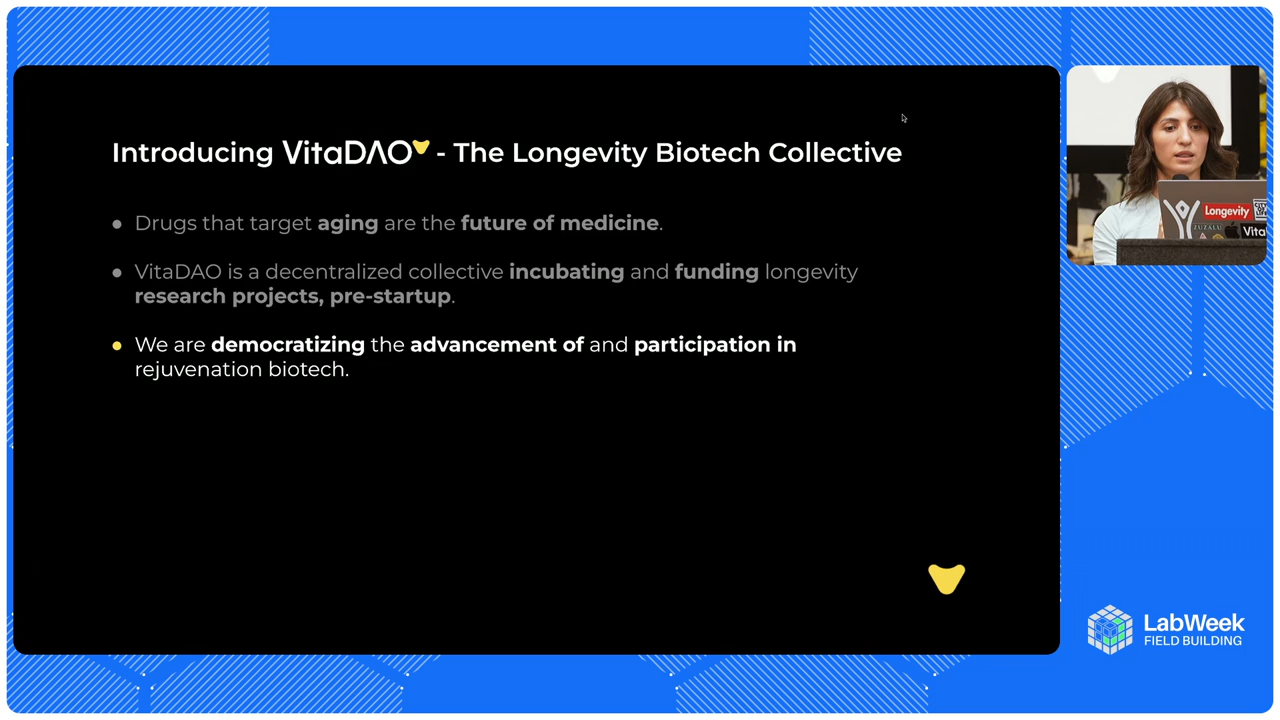 Introducing VitaDAO - The Longevity Biotech Collective
• Drugs that target aging are the future of medicine.
• VitaDAO is a decentralized collective incubating and funding longevity
research projects, pre-startup.
• We are democratizing the advancement of and participation in
rejuvenation biotech.
Longevity
ZUZALU
Vita
LabWeek
FIELD BUILDING